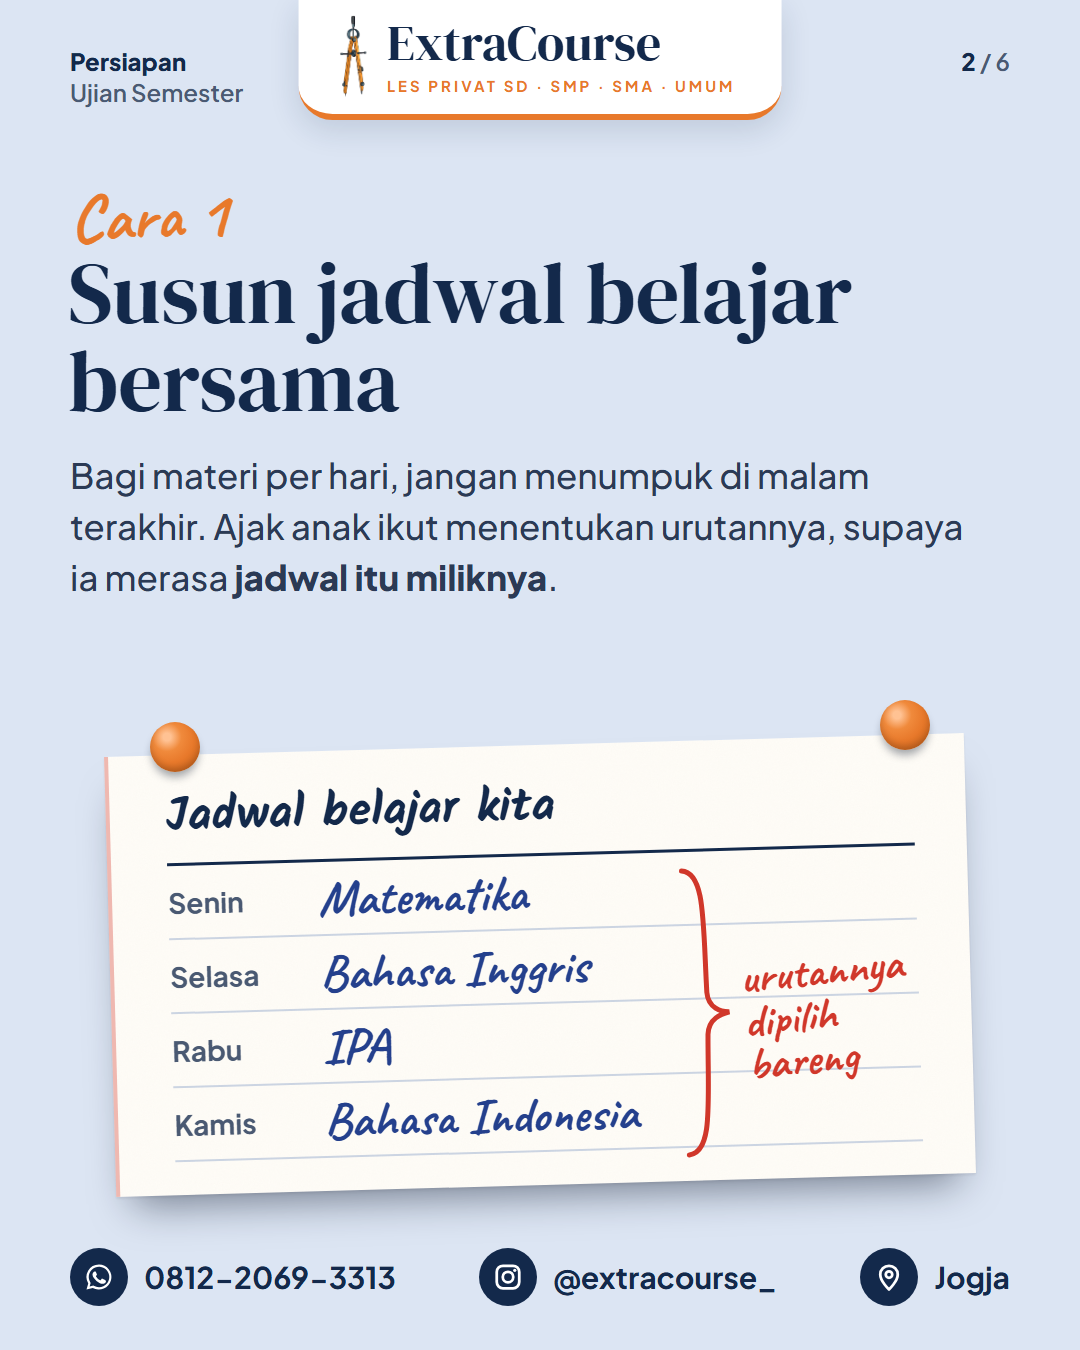 Persiapan
Ujian Semester
ExtraCourse
LES PRIVAT SD · SMP · SMA · UMUM
2 / 6
Cara 1
Susun jadwal belajar
bersama
Bagi materi per hari, jangan menumpuk di malam
terakhir. Ajak anak ikut menentukan urutannya, supaya
ia merasa jadwal itu miliknya.
Jadwal belajar kita
Senin Matematika
Selasa Bahasa Inggris
Rabu IPA
Kamis Bahasa Indonesia
urutannya
dipilih
bareng
0812-2069-3313
@extracourse_
Jogja